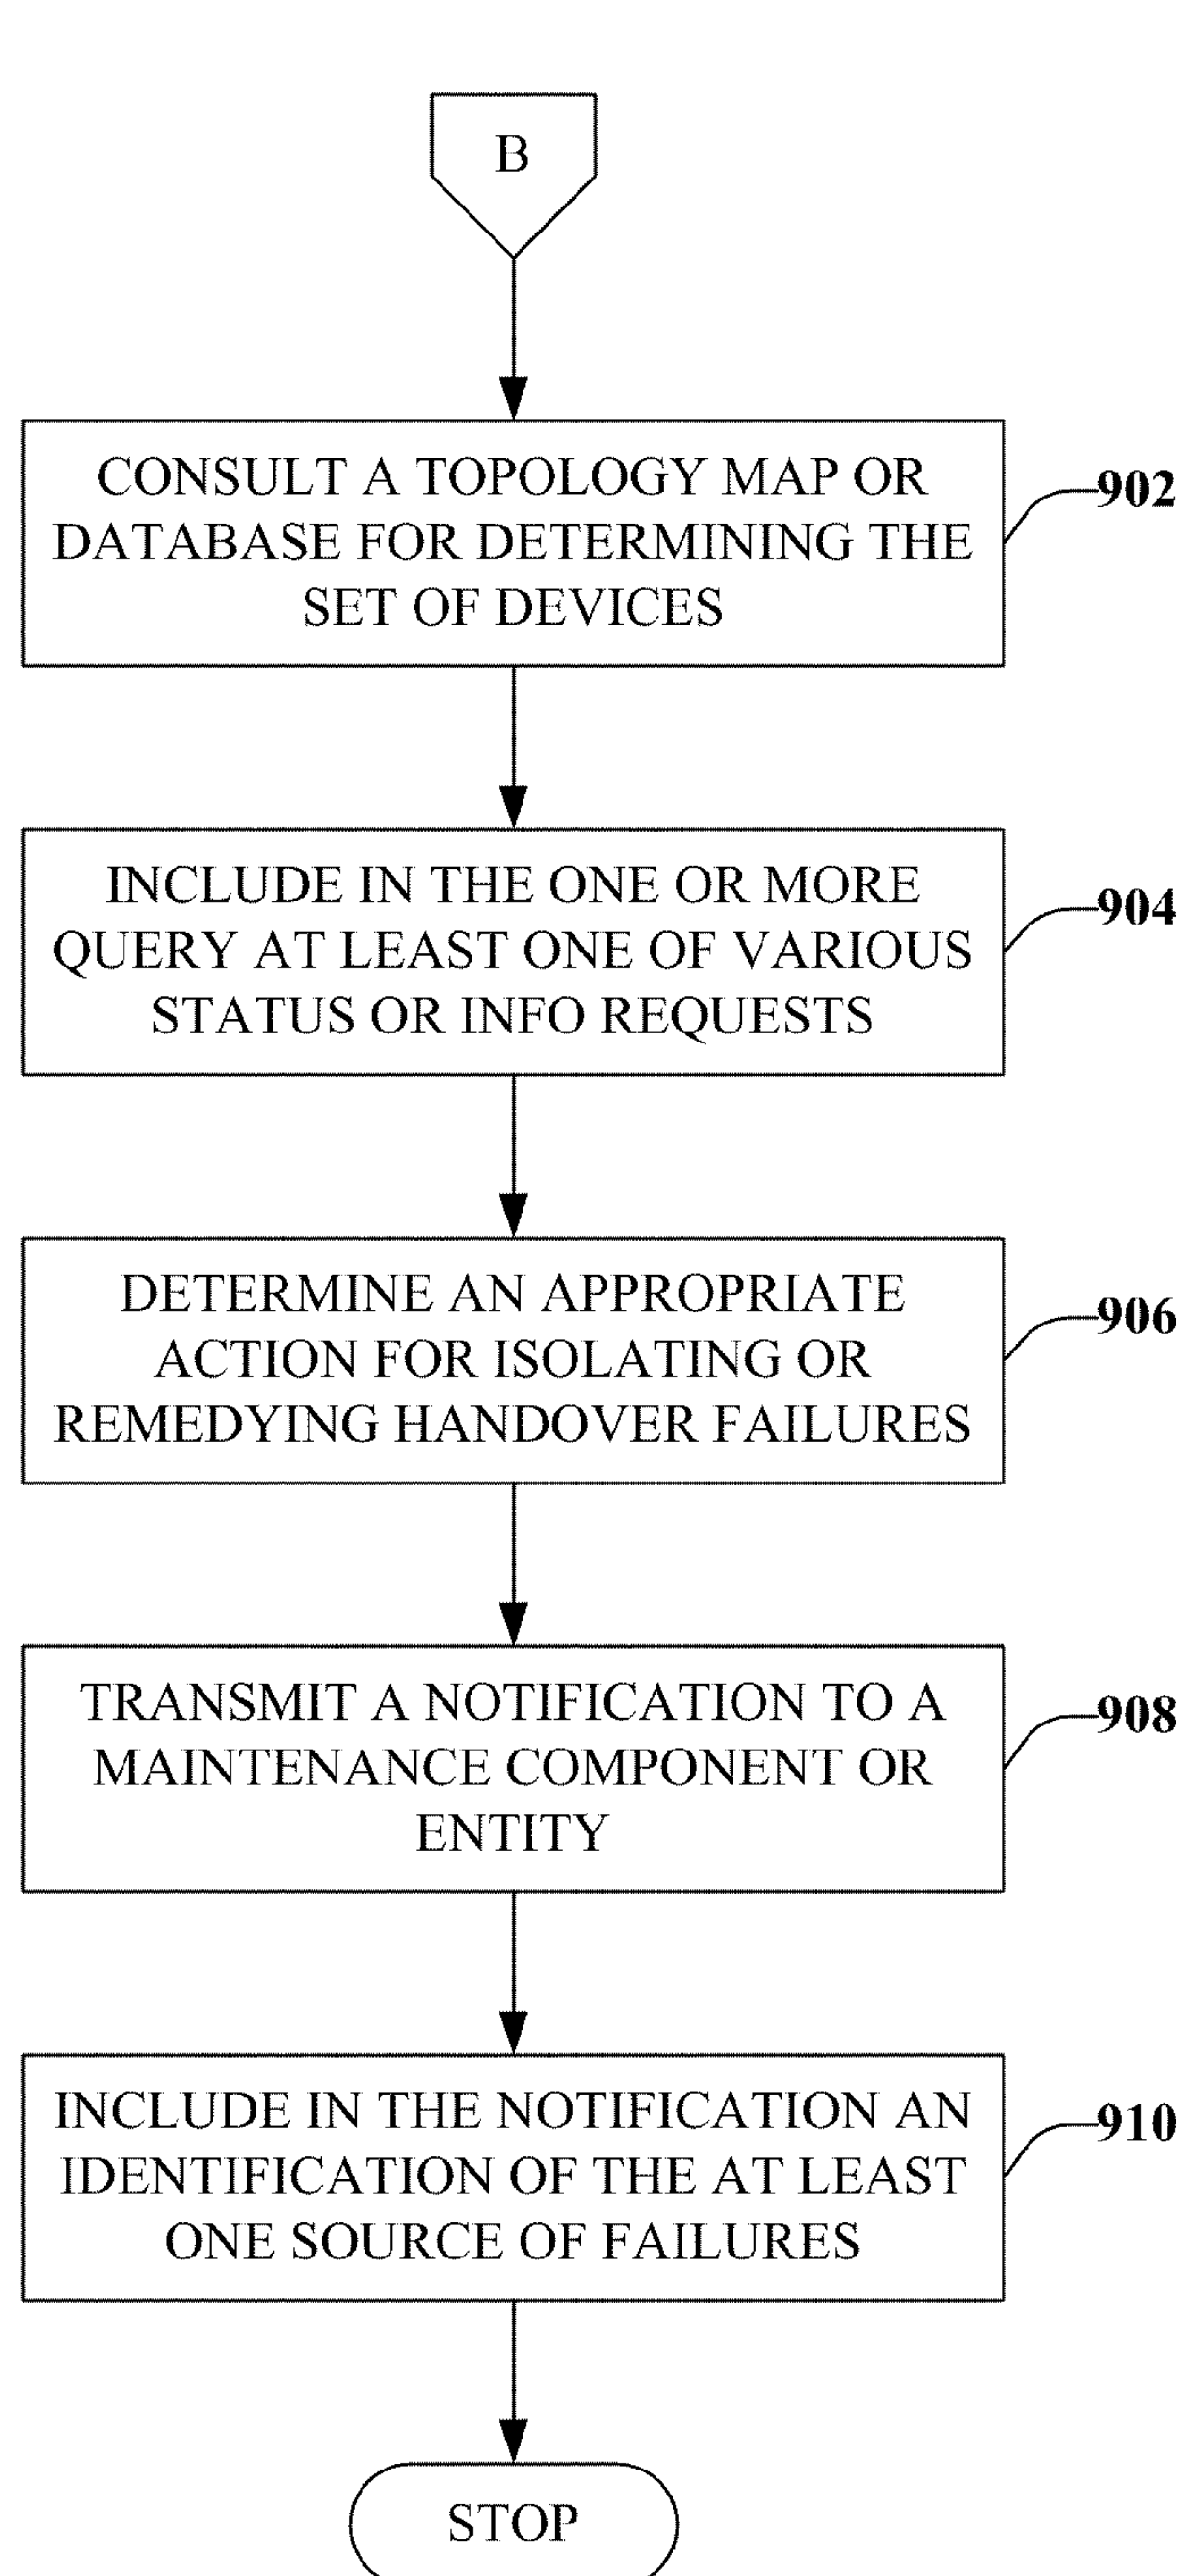 B
CONSULT A TOPOLOGY MAP OR
DATABASE FOR DETERMINING THE
SET OF DEVICES
902
INCLUDE IN THE ONE OR MORE
QUERY AT LEAST ONE OF VARIOUS
STATUS OR INFO REQUESTS
904
DETERMINE AN APPROPRIATE
ACTION FOR ISOLATING OR
REMEDYING HANDOVER FAILURES
906
TRANSMIT A NOTIFICATION TO A
MAINTENANCE COMPONENT OR
ENTITY
908
INCLUDE IN THE NOTIFICATION AN
IDENTIFICATION OF THE AT LEAST
ONE SOURCE OF FAILURES
910
STOP